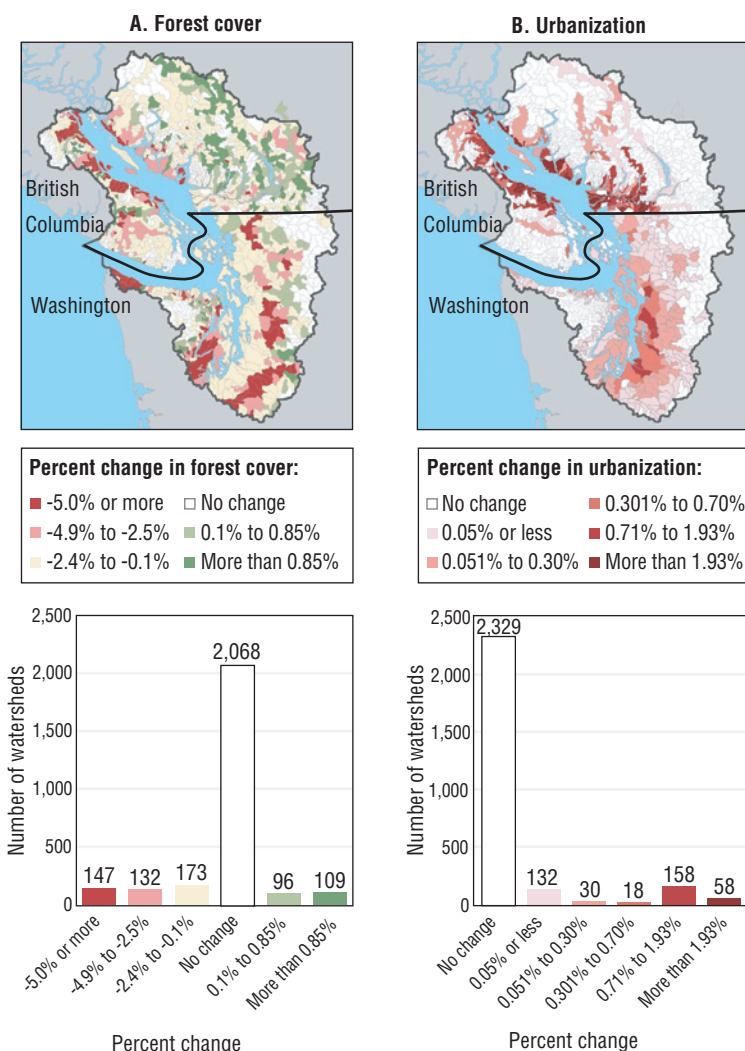 A. Forest cover
British
Columbia
Washington
Percent change in forest cover:
-5.0% or more
No change
-4.9% to -2.5%
0.1% to 0.85%
-2.4% to -0.1%
More than 0.85%
Number of watersheds
2,500
2,000
1,500
1,000
500
0
147
132
173
2,068
96
109
-5.0% or more
-4.9% to -2.5%
-2.4% to -0.1%
No change
0.1% to 0.85%
More than 0.85%
Percent change
B. Urbanization
British
Columbia
Washington
Percent change in urbanization:
No change
0.301% to 0.70%
0.05% or less
0.71% to 1.93%
0.051% to 0.30%
More than 1.93%
Number of watersheds
2,500
2,000
1,500
1,000
500
0
2,329
132
30
18
158
58
No change
0.05% or less
0.051% to 0.30%
0.301% to 0.70%
0.71% to 1.93%
More than 1.93%
Percent change